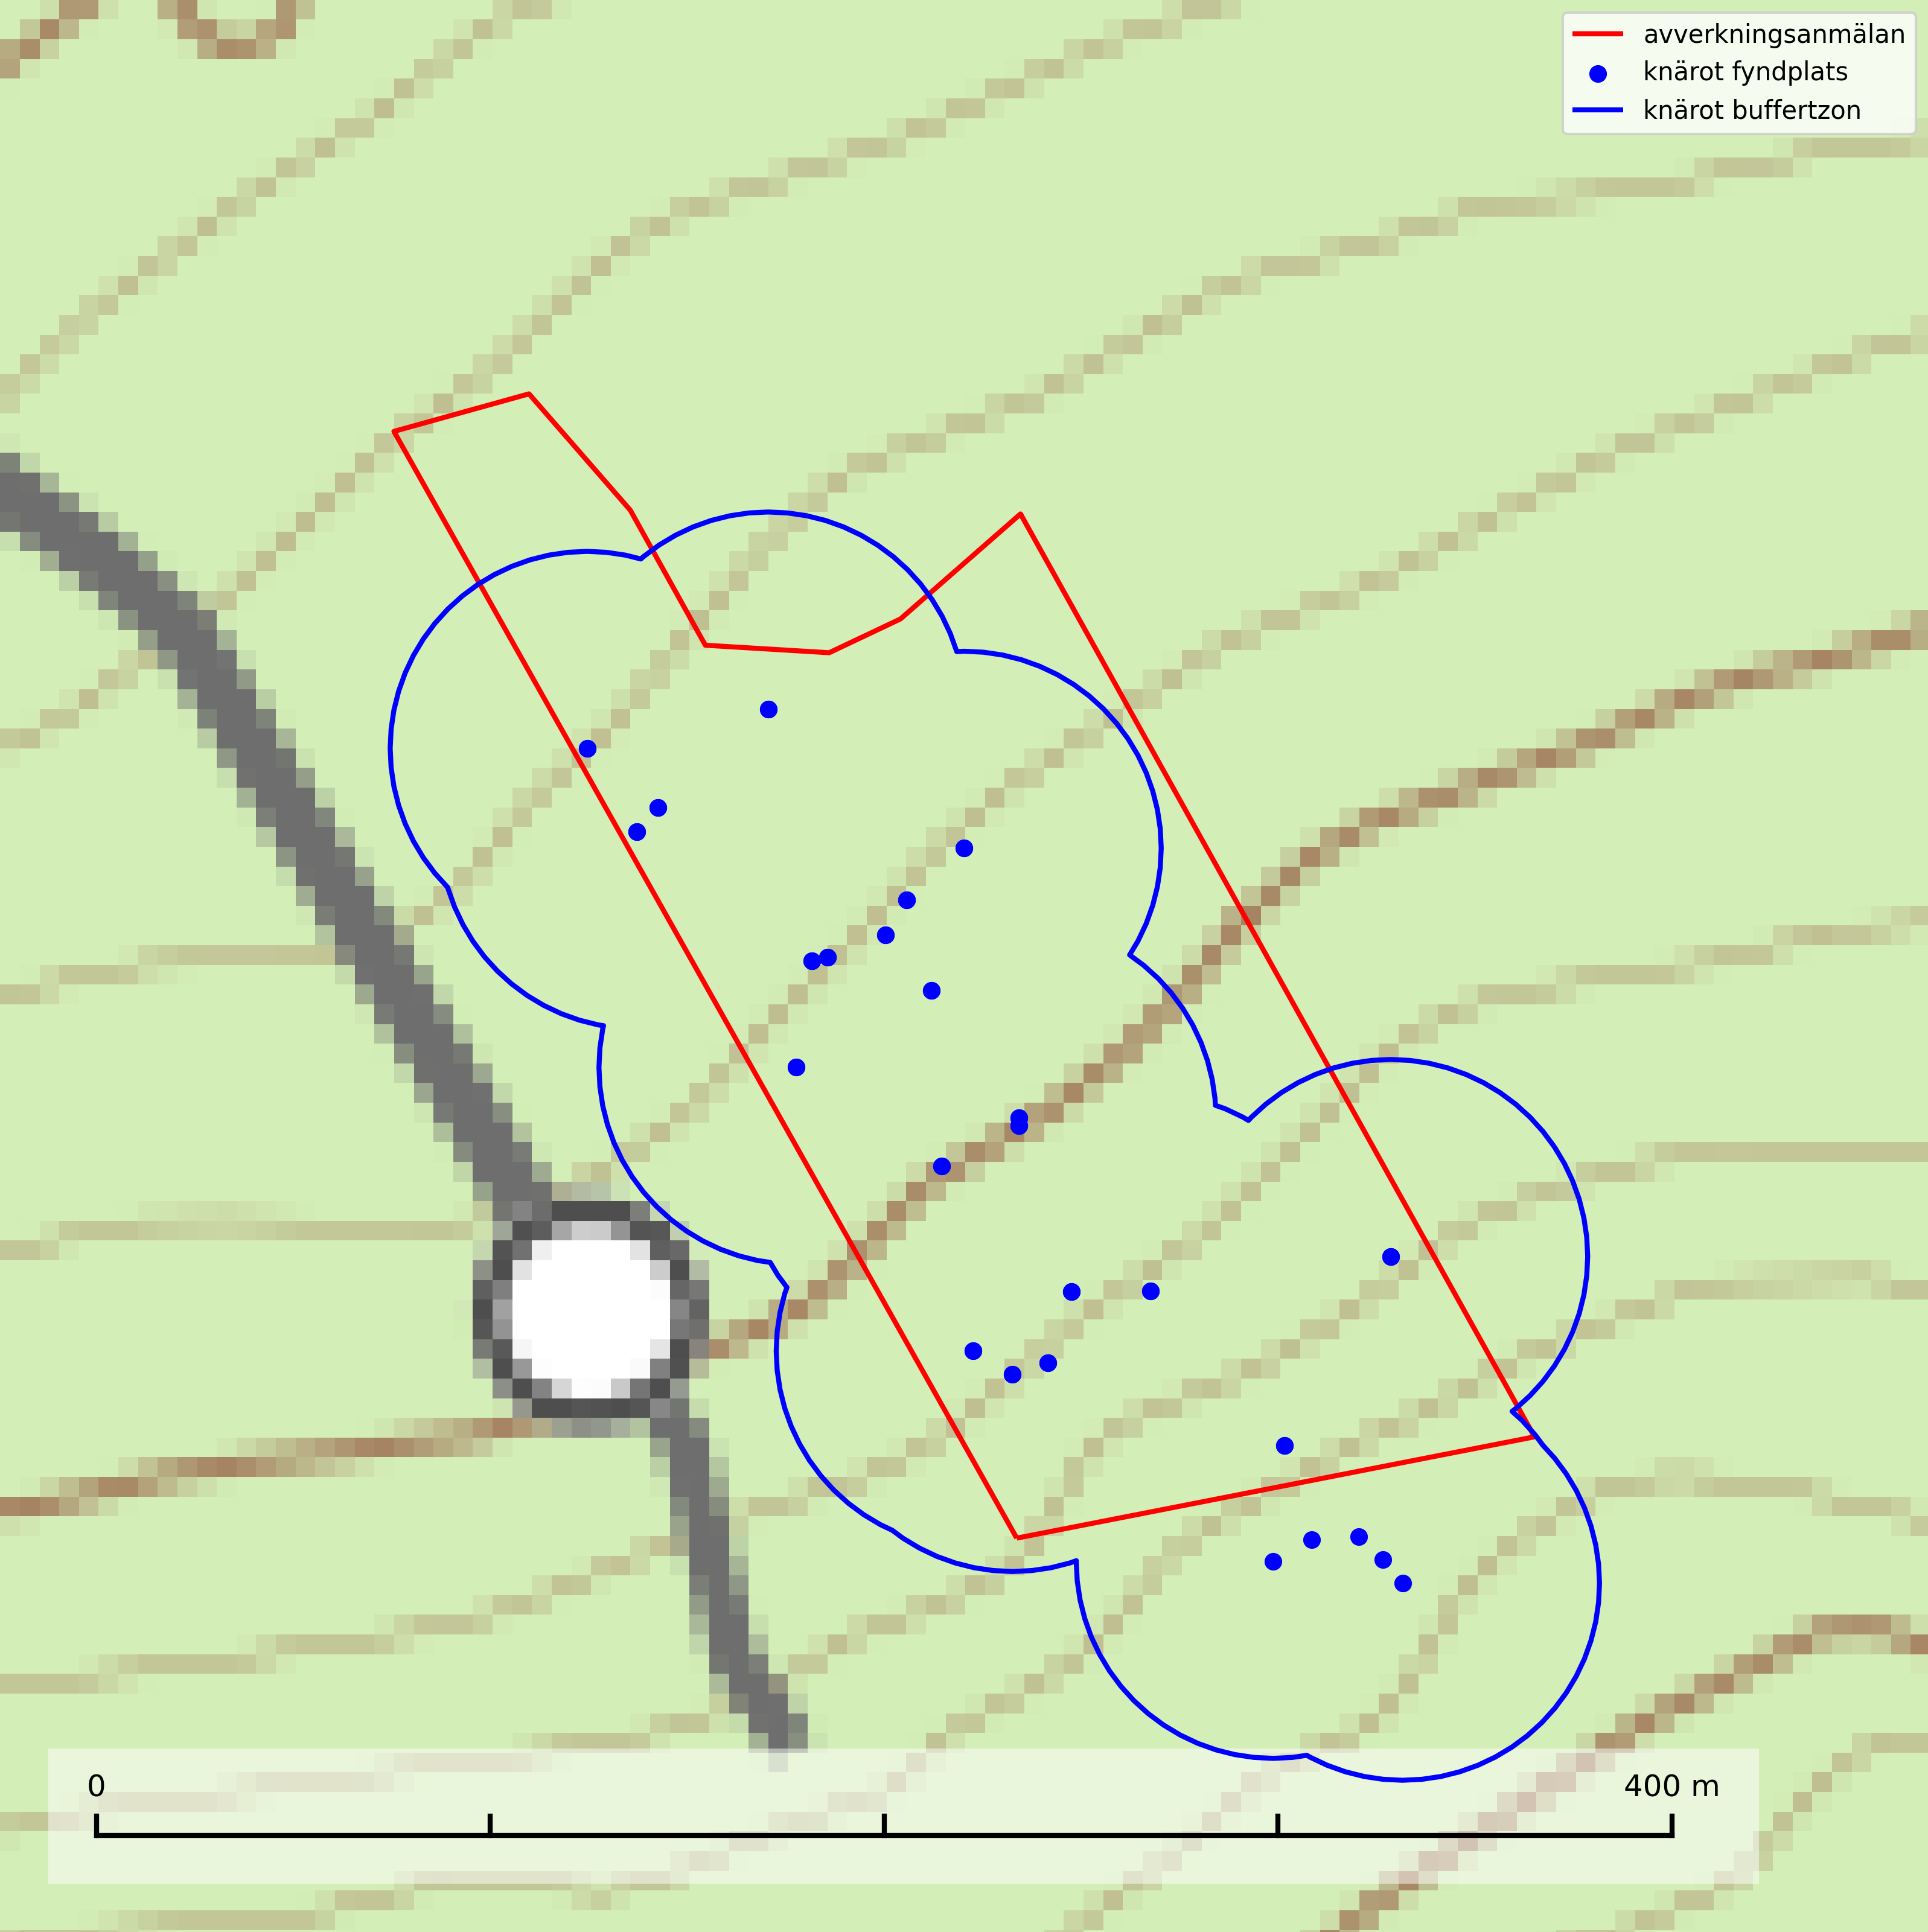 avverkningsanmälan
knärot fyndplats
knärot buffertzon
0
400 m